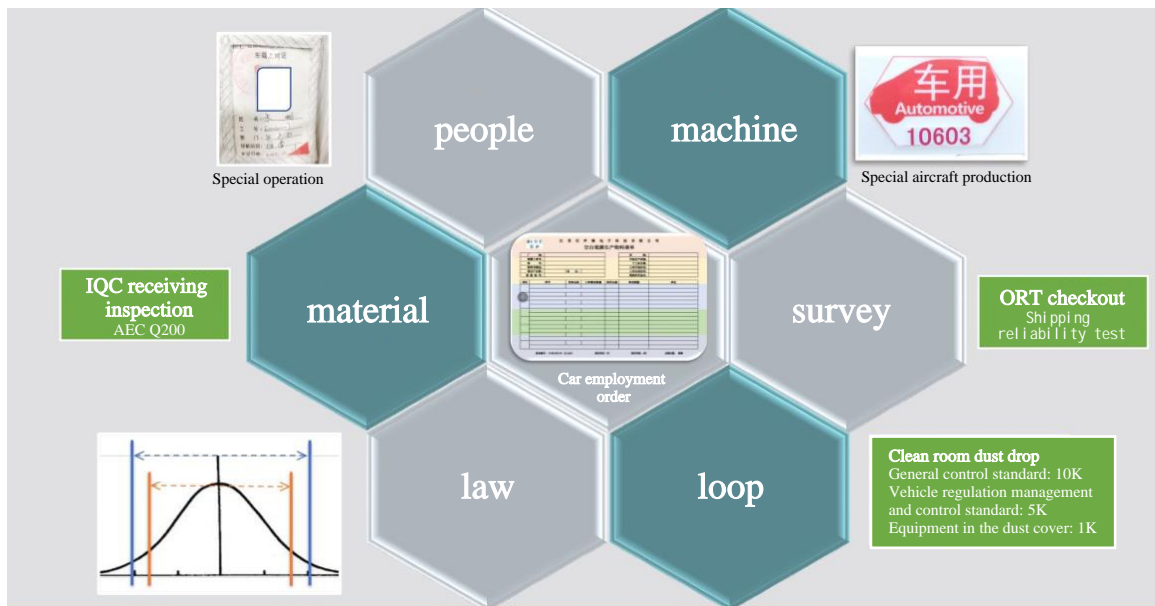 people
machine
车用
Automotive
10603
Special operation
Special aircraft production
IQC receiving
inspection
AEC Q200
material
survey
ORT checkout
Shipping
reliability test
Car employment
order
law
loop
Clean room dust drop
General control standard: 10K
Vehicle regulation management
and control standard: 5K
Equipment in the dust cover: 1K